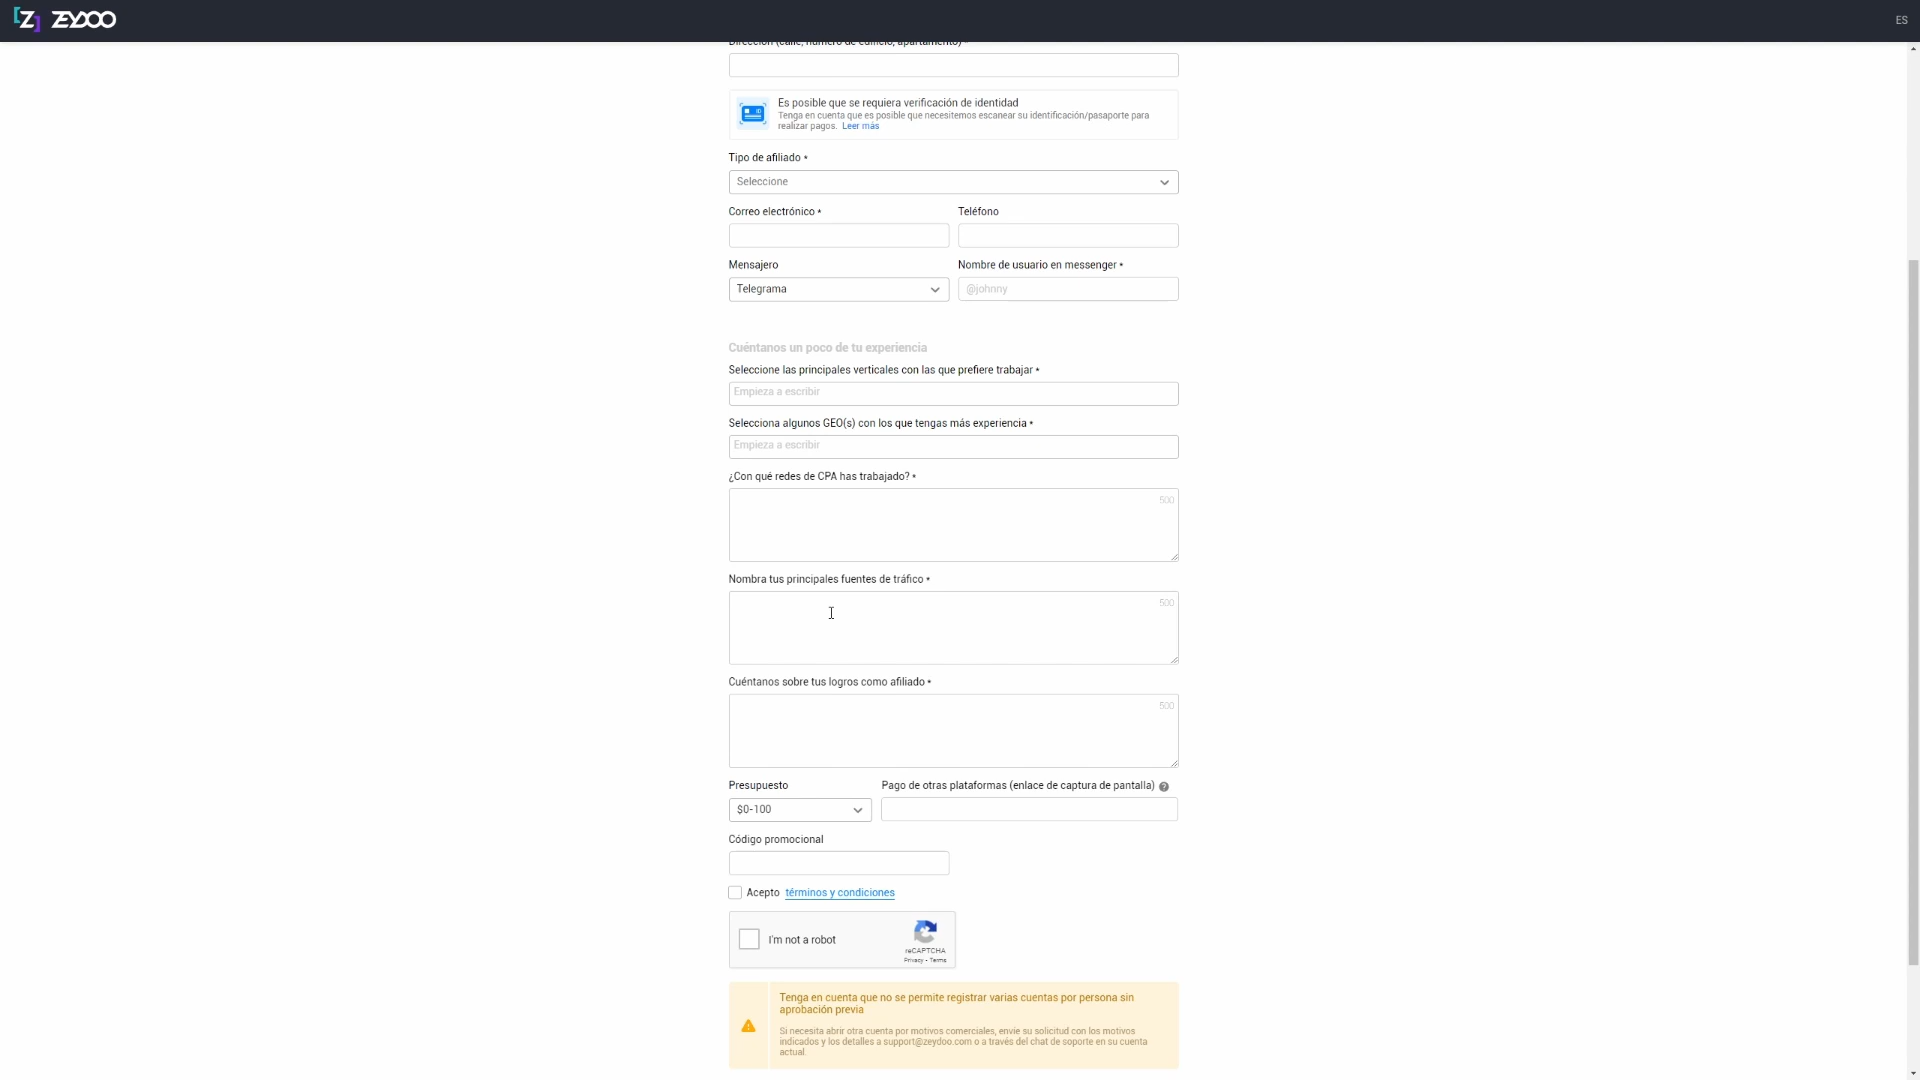 [Z] ZEYDOO
ES
Dirección (calle, número de edificio, apartamento) *
Es posible que se requiera verificación de identidad
Tenga en cuenta que es posible que necesitemos escanear su identificación/pasaporte para
realizar pagos. Leer más
Tipo de afiliado *
Seleccione
Correo electrónico * Teléfono
Mensajero Nombre de usuario en messenger *
Telegrama @johnny
Cuéntanos un poco de tu experiencia
Seleccione las principales verticales con las que prefiere trabajar *
Empieza a escribir
Selecciona algunos GEO(s) con los que tengas más experiencia *
Empieza a escribir
¿Con qué redes de CPA has trabajado? *
500
Nombra tus principales fuentes de tráfico *
500
Cuéntanos sobre tus logros como afiliado *
500
Presupuesto Pago de otras plataformas (enlace de captura de pantalla) ?
$0-100
Código promocional
Acepto términos y condiciones
I'm not a robot
reCAPTCHA
Privacy - Terms
Tenga en cuenta que no se permite registrar varias cuentas por persona sin
aprobación previa
Si necesita abrir otra cuenta por motivos comerciales, envíe su solicitud con los motivos
indicados y los detalles a support@zeydoo.com o a través del chat de soporte en su cuenta
actual.